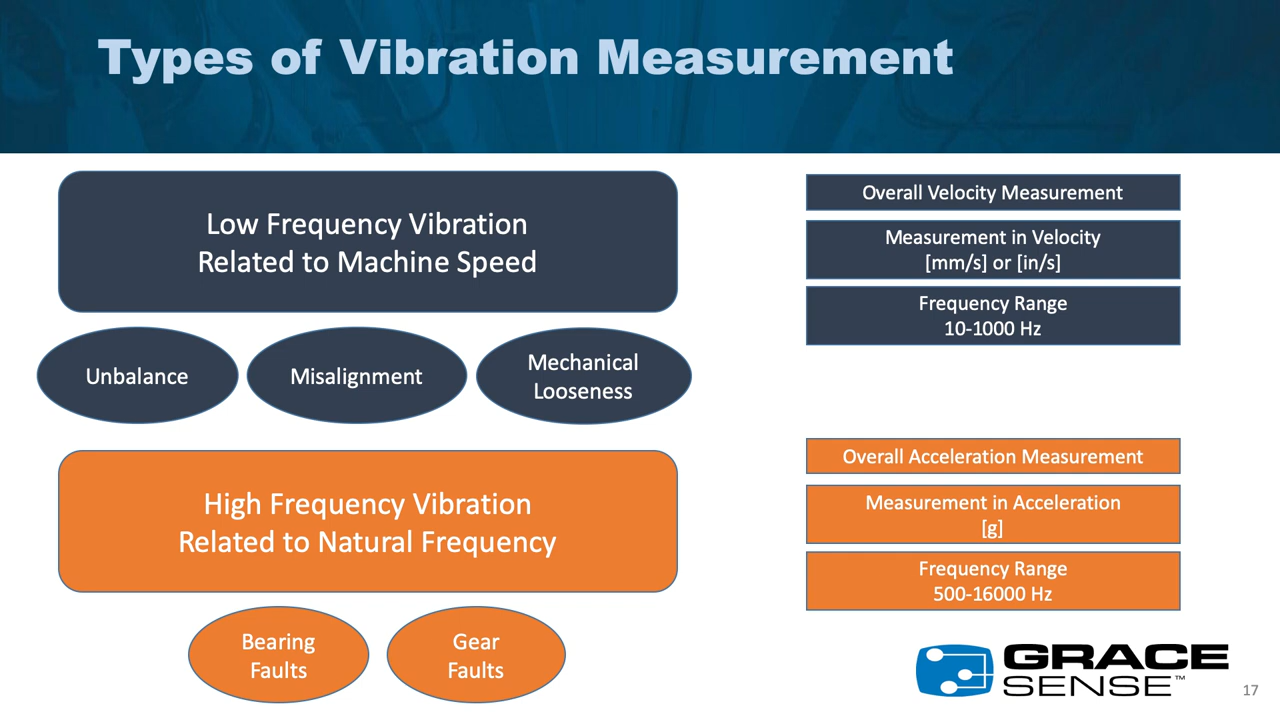 Types of Vibration Measurement
Low Frequency Vibration
Related to Machine Speed
Unbalance
Misalignment
Mechanical
Looseness
High Frequency Vibration
Related to Natural Frequency
Bearing
Faults
Gear
Faults
Overall Velocity Measurement
Measurement in Velocity
[mm/s] or [in/s]
Frequency Range
10-1000 Hz
Overall Acceleration Measurement
Measurement in Acceleration
[g]
Frequency Range
500-16000 Hz
GRACE
SENSE™
17